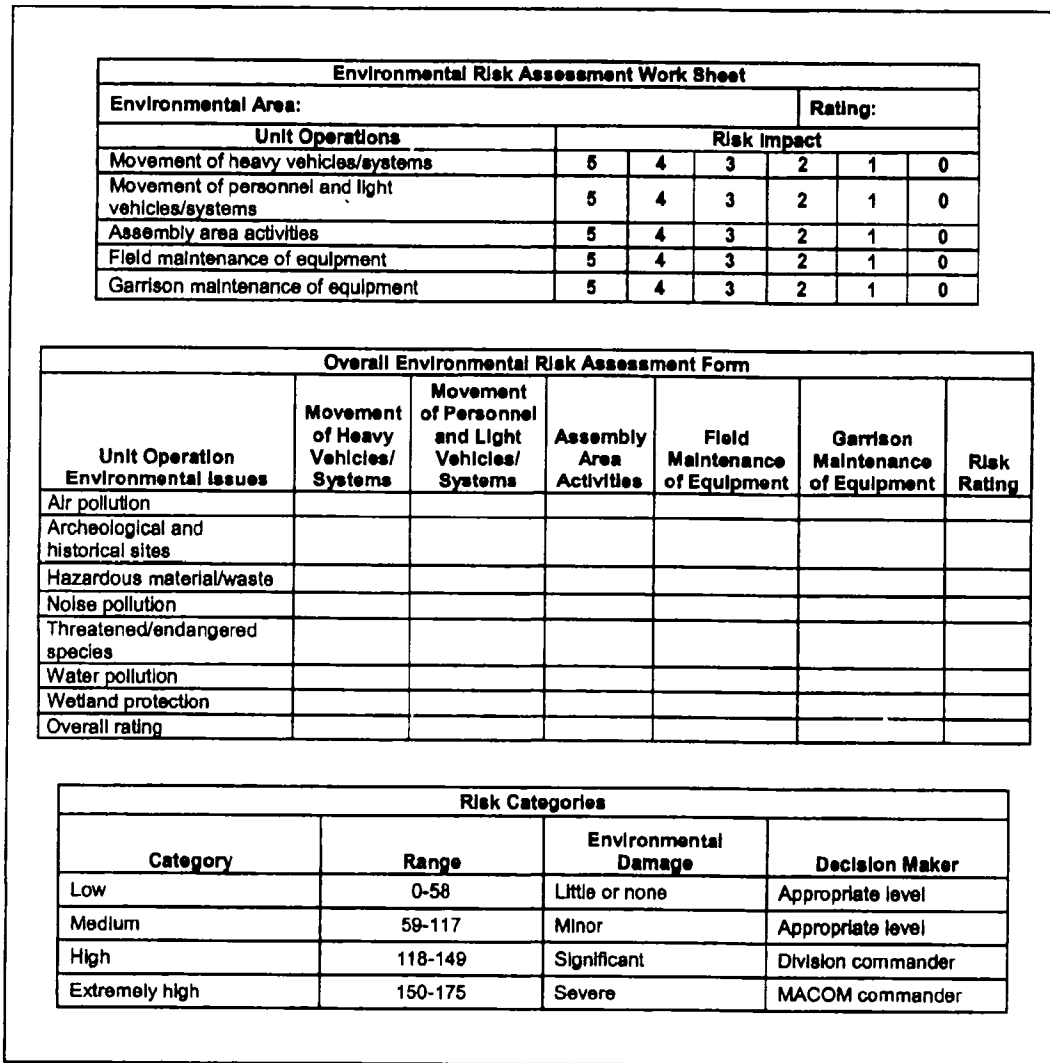 Environmental Risk Assessment Work Sheet
Environmental Area: Rating:
Unit Operations Risk Impact
Movement of heavy vehicles/systems 5 4 3 2 1 0
Movement of personnel and light
vehicles/systems 5 4 3 2 1 0
Assembly area activities 5 4 3 2 1 0
Field maintenance of equipment 5 4 3 2 1 0
Garrison maintenance of equipment 5 4 3 2 1 0
Overall Environmental Risk Assessment Form
Unit Operation
Environmental Issues
Movement
of Heavy
Vehicles/
Systems
Movement
of Personnel
and Light
Vehicles/
Systems
Assembly
Area
Activities
Field
Maintenance
of Equipment
Garrison
Maintenance
of Equipment
Risk
Rating
Air pollution
Archeological and
historical sites
Hazardous material/waste
Noise pollution
Threatened/endangered
species
Water pollution
Wetland protection
Overall rating
Risk Categories
Category Range Environmental
Damage Decision Maker
Low 0-58 Little or none Appropriate level
Medium 59-117 Minor Appropriate level
High 118-149 Significant Division commander
Extremely high 150-175 Severe MACOM commander